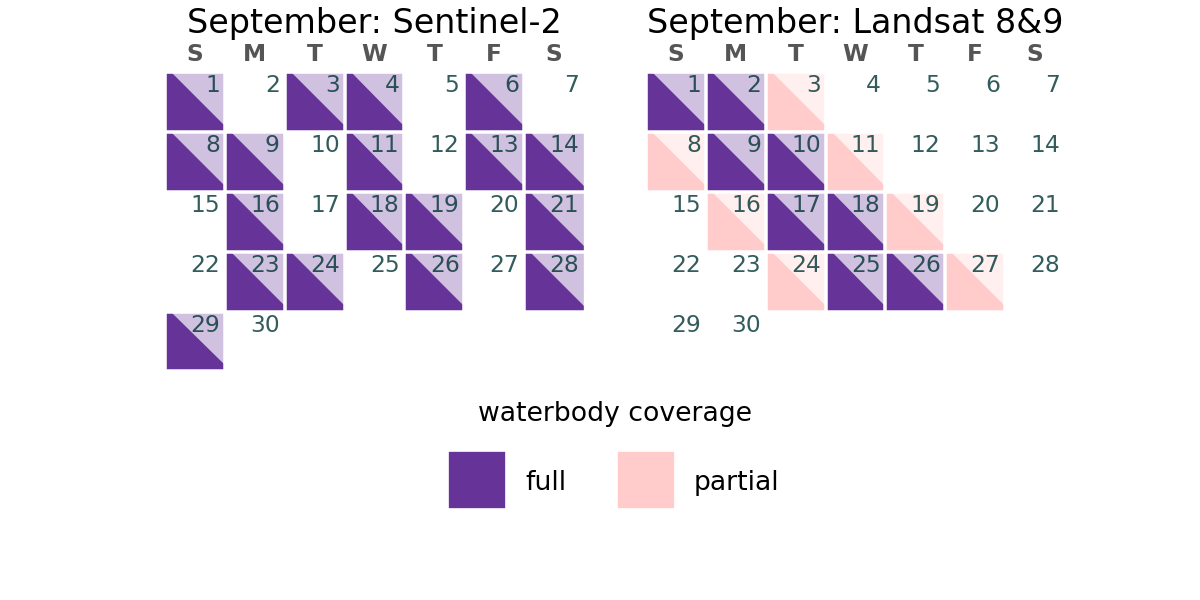 September: Sentinel-2
S M T W T F S
1 2 3 4 5 6 7
8 9 10 11 12 13 14
15 16 17 18 19 20 21
22 23 24 25 26 27 28
29 30
September: Landsat 8&9
S M T W T F S
1 2 3 4 5 6 7
8 9 10 11 12 13 14
15 16 17 18 19 20 21
22 23 24 25 26 27 28
29 30
waterbody coverage
full partial